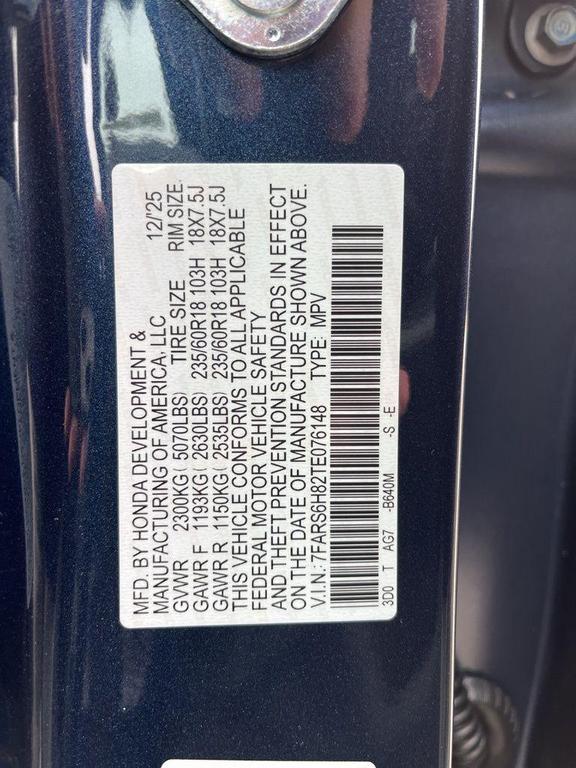 MFD. BY HONDA DEVELOPMENT &
MANUFACTURING OF AMERICA, LLC 12/'25
GVWR 2300KG( 5070LBS) TIRE SIZE RIM SIZE
GAWR F 1193KG( 2630LBS) 235/60R18 103H 18X7.5J
GAWR R 1150KG( 2535LBS) 235/60R18 103H 18X7.5J
THIS VEHICLE CONFORMS TO ALL APPLICABLE
FEDERAL MOTOR VEHICLE SAFETY
AND THEFT PREVENTION STANDARDS IN EFFECT
ON THE DATE OF MANUFACTURE SHOWN ABOVE.
V.I.N.: 7FARS6H82TE076148 TYPE: MPV
3D0 T AG7 -B640M -S -E